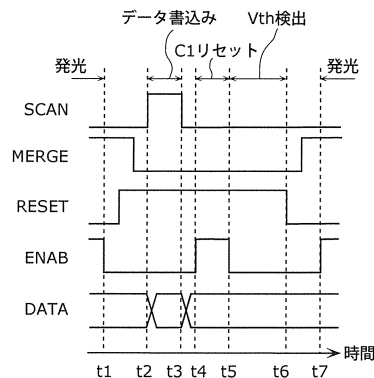 データ書込み
C1リセット
Vth検出
発光
発光
SCAN
MERGE
RESET
ENAB
DATA
時間
t1 t2 t3 t4 t5 t6 t7